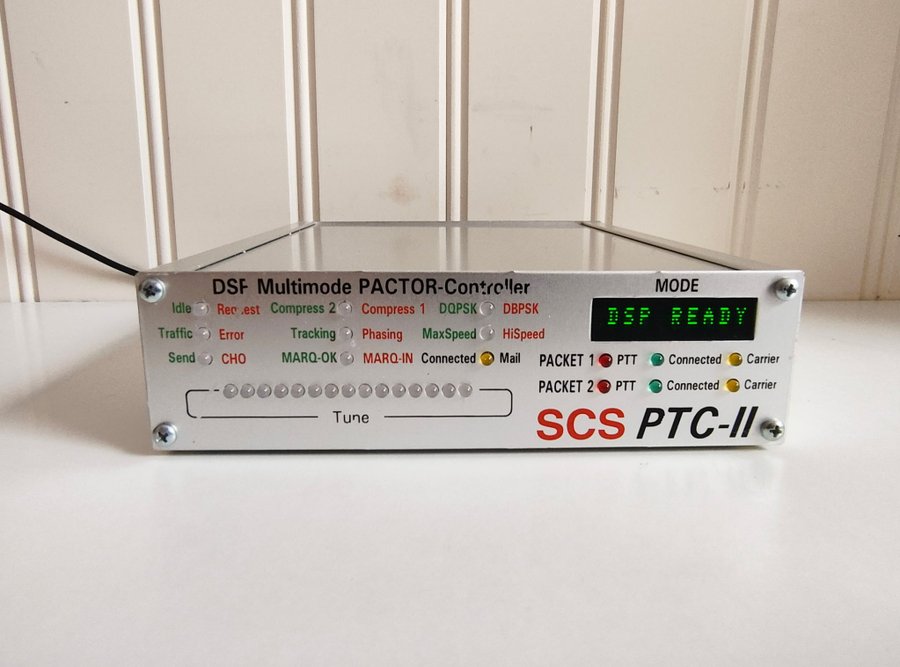 DSP Multimode PACTOR-Controller
MODE
Idle Request Compress 2 Compress 1 DQPSK DBPSK
DSP READY
Traffic Error Tracking Phasing MaxSpeed HiSpeed
Send CHO MARQ-OK MARQ-IN Connected Mail
PACKET 1 PTT Connected Carrier
PACKET 2 PTT Connected Carrier
Tune
SCS PTC-II